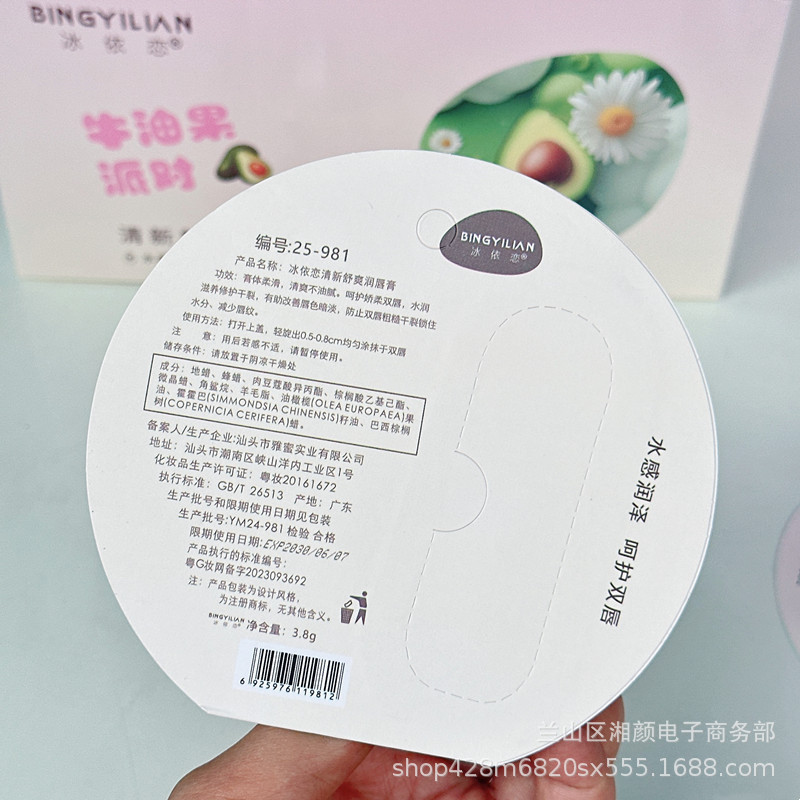 BINGYILIAN
冰依恋®
牛油果
派对
清新
BINGYILIAN
冰依恋®
编号:25-981
产品名称：冰依恋清新舒爽润唇膏
功效：膏体柔滑，清爽不油腻。呵护娇柔双唇，水润
滋养修护干裂，有助改善唇色暗淡，防止双唇粗糙干裂锁住
水分、减少唇纹。
使用方法：打开上盖，轻旋出0.5-0.8cm均匀涂抹于双唇
注 意：用后若感不适，请暂停使用。
储存条件：请放置于阴凉干燥处
成分：地蜡、蜂蜡、肉豆蔻酸异丙酯、棕榈酸乙基己酯、
微晶蜡、角鲨烷、羊毛脂、油橄榄(OLEA EUROPAEA)果
油、霍霍巴(SIMMONDSIA CHINENSIS)籽油、巴西棕榈
树(COPERNICIA CERIFERA)蜡。
备案人/生产企业:汕头市雅蜜实业有限公司
地址：汕头市潮南区峡山洋内工业区1号
化妆品生产许可证：粤妆20161672
执行标准：GB/T 26513 产地：广东
生产批号和限期使用日期见包装
生产批号:YM24-981 检验 合格
限期使用日期:EXP2030/06/07
产品执行的标准编号：
粤G妆网备字2023093692
注：产品包装为设计风格，
为注册商标，无其他含义。
BINGYILIAN
冰依恋® 净含量：3.8g
6 925976 119812
水感润泽 呵护双唇
兰山区湘颜电子商务部
shop428m6820sx555.1688.com